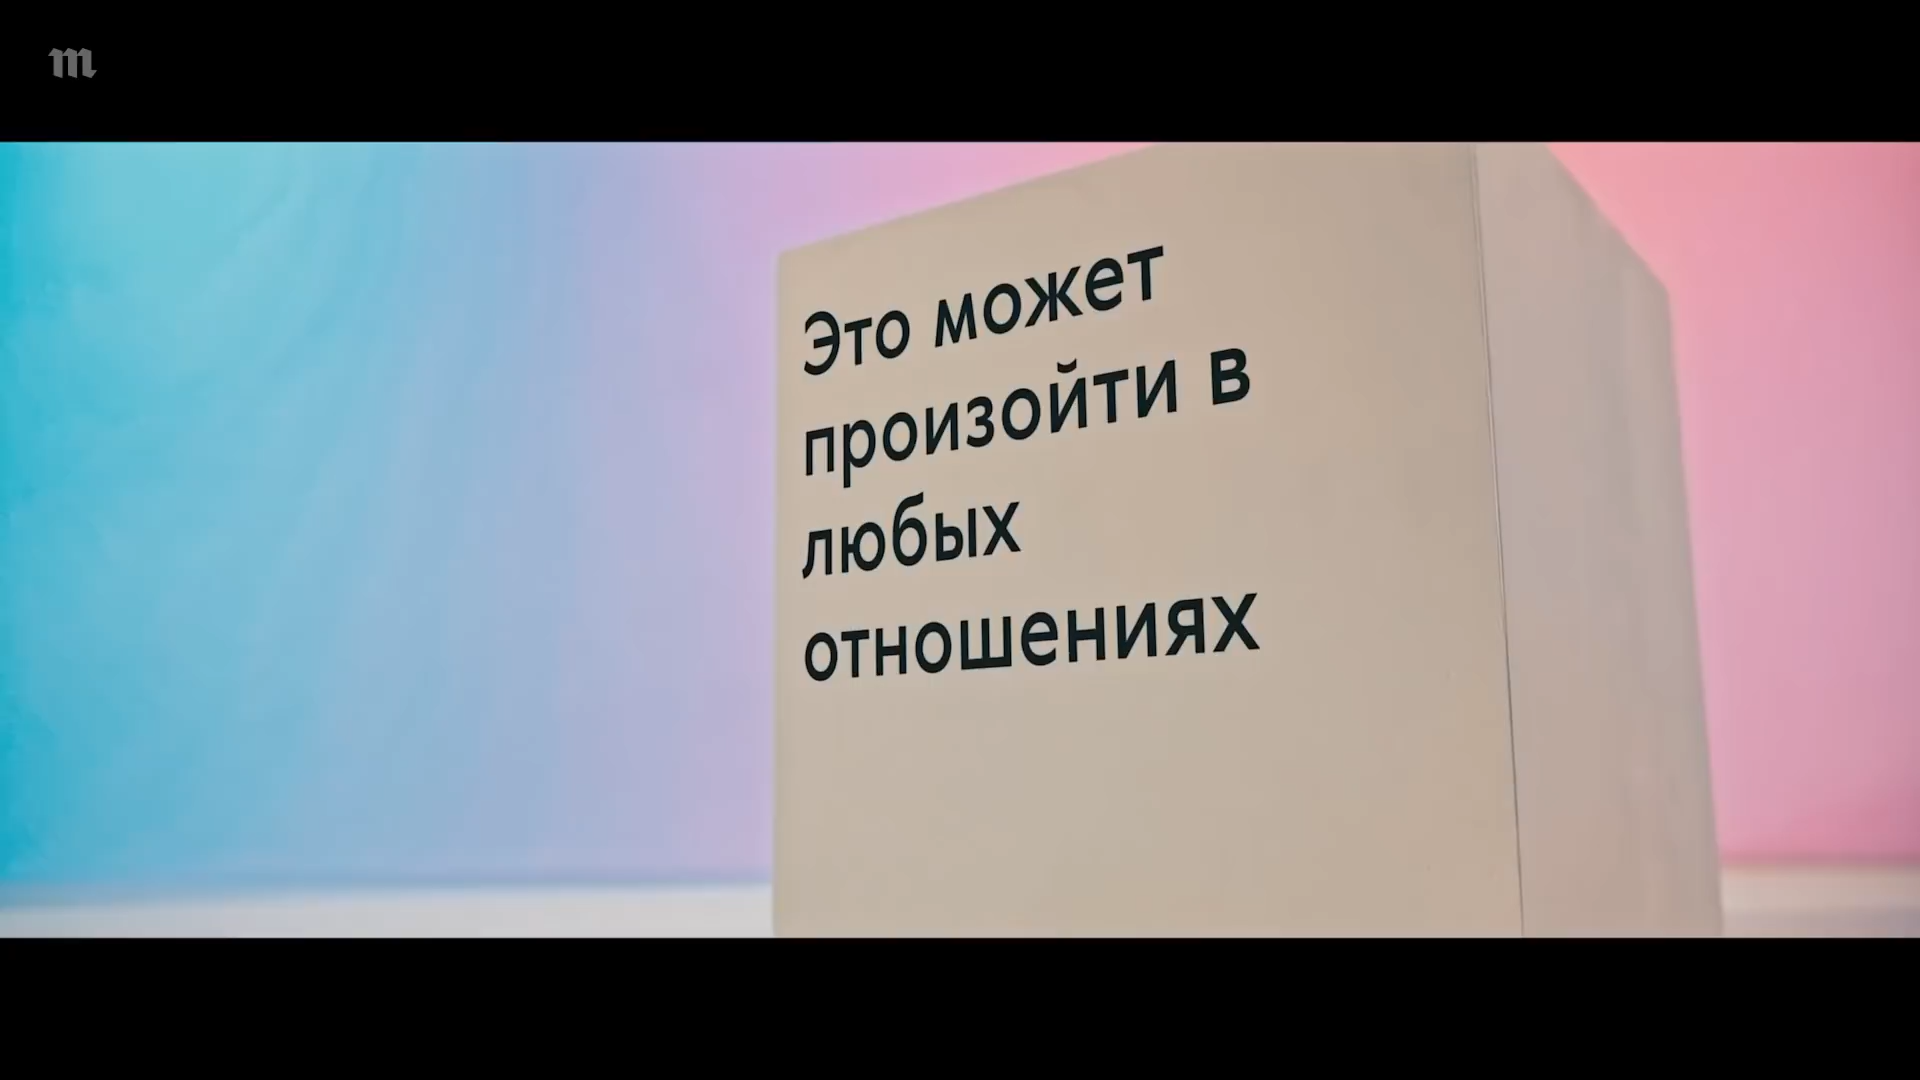 m
Это может
произойти в
любых
отношениях